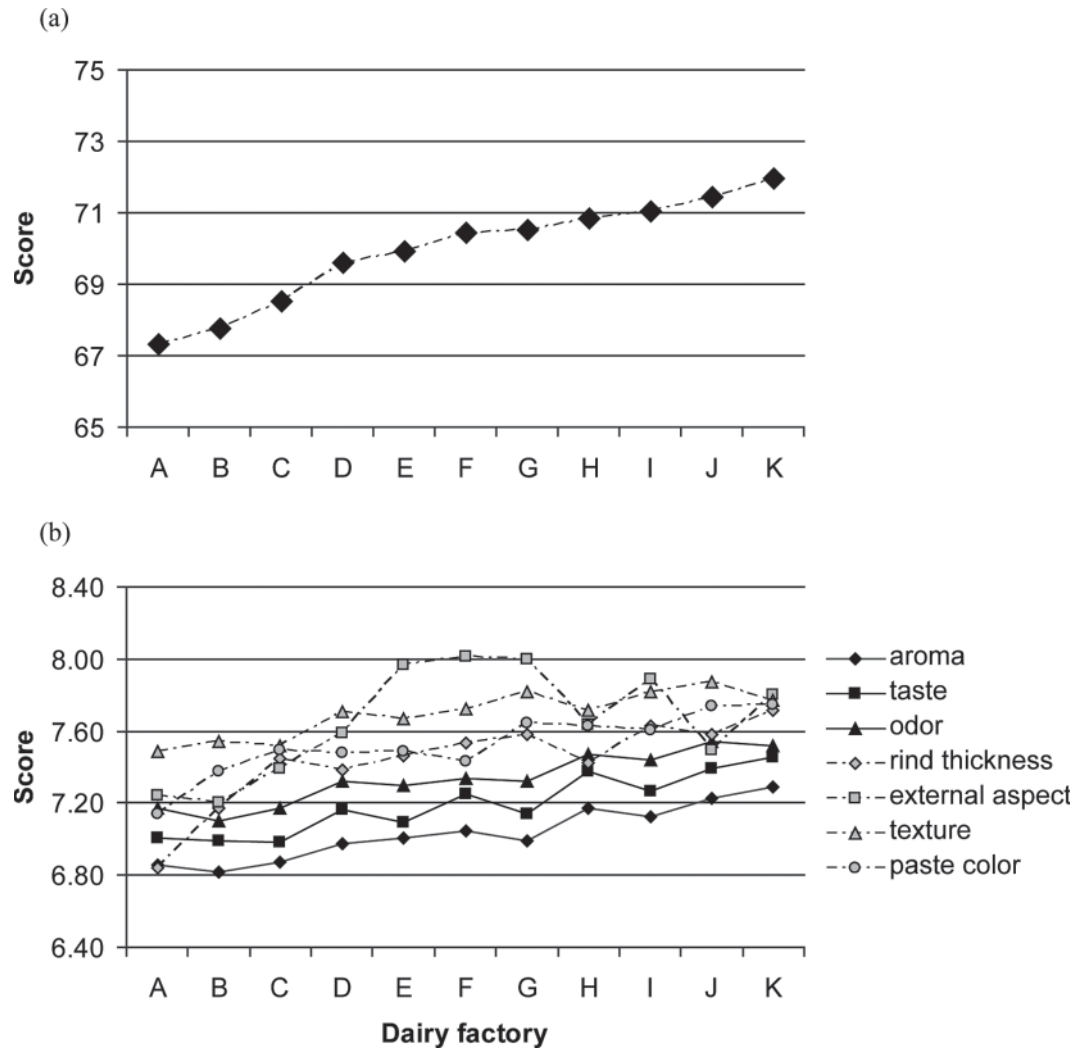 (a)
75
73
71
69
67
65
Score
A B C D E F G H I J K
(b)
8.40
8.00
7.60
7.20
6.80
6.40
Score
A B C D E F G H I J K
Dairy factory
aroma
taste
odor
rind thickness
external aspect
texture
paste color